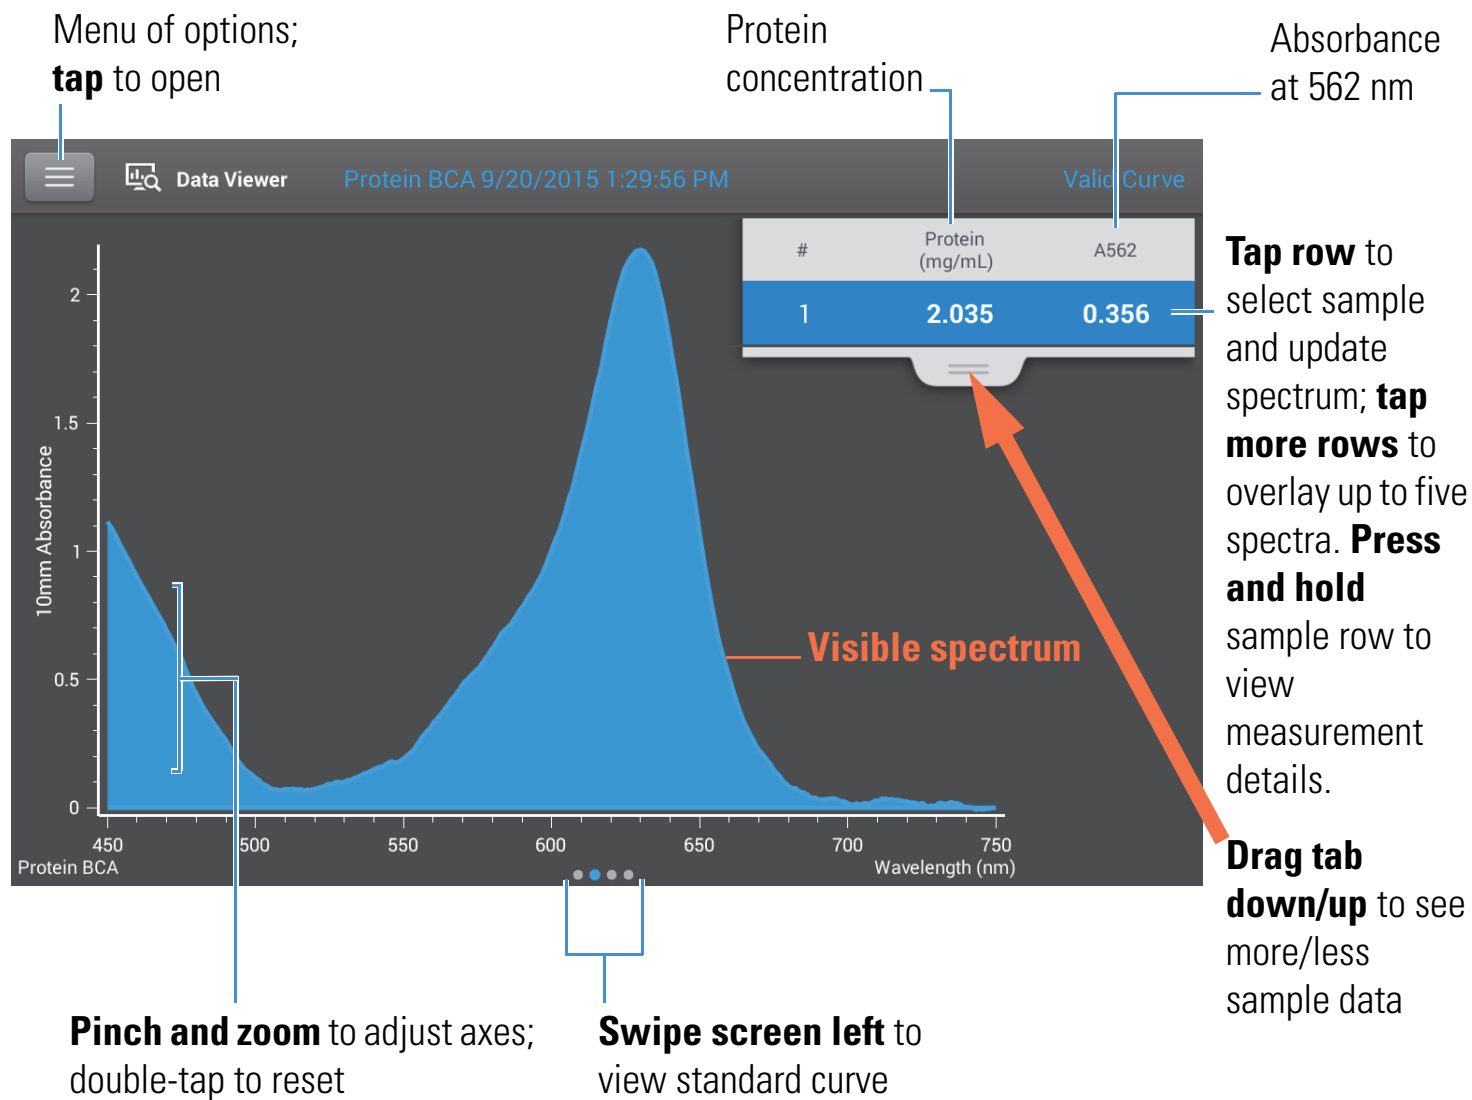 Menu of options;
tap to open
Protein
concentration
Absorbance
at 562 nm
Data Viewer
Protein BCA 9/20/2015 1:29:56 PM
Valid Curve
# Protein (mg/mL) A562
1 2.035 0.356
Tap row to
select sample
and update
spectrum; tap
more rows to
overlay up to five
spectra. Press
and hold
sample row to
view
measurement
details.
Drag tab
down/up to see
more/less
sample data
10mm Absorbance
2
1.5
1
0.5
0
Visible spectrum
450 500 550 600 650 700 750
Protein BCA
Wavelength (nm)
Pinch and zoom to adjust axes;
double-tap to reset
Swipe screen left to
view standard curve